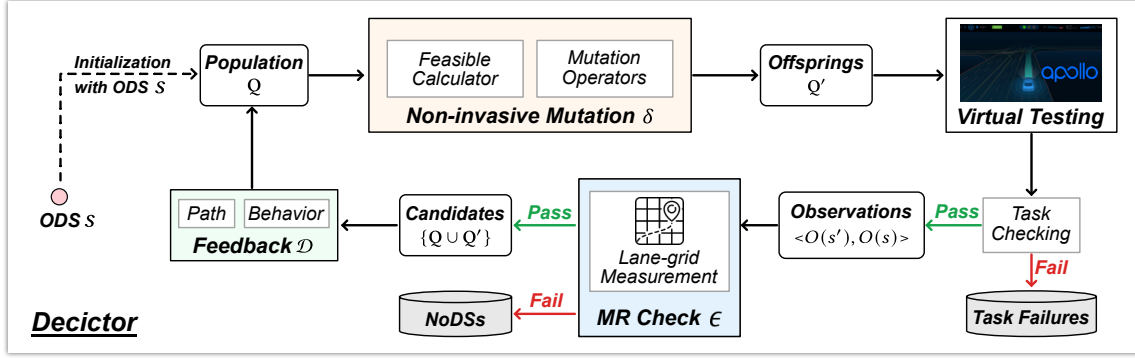 Initialization
with ODS S
Population
Q
Feasible
Calculator
Mutation
Operators
Non-invasive Mutation δ
Offsprings
Q′
apollo
Virtual Testing
ODS S
Path
Behavior
Feedback D
Candidates
{Q ∪ Q′}
Pass
Lane-grid
Measurement
MR Check ϵ
Observations
<O(s′), O(s)>
Pass
Task
Checking
Fail
Fail
Decictor
NoDSs
Task Failures